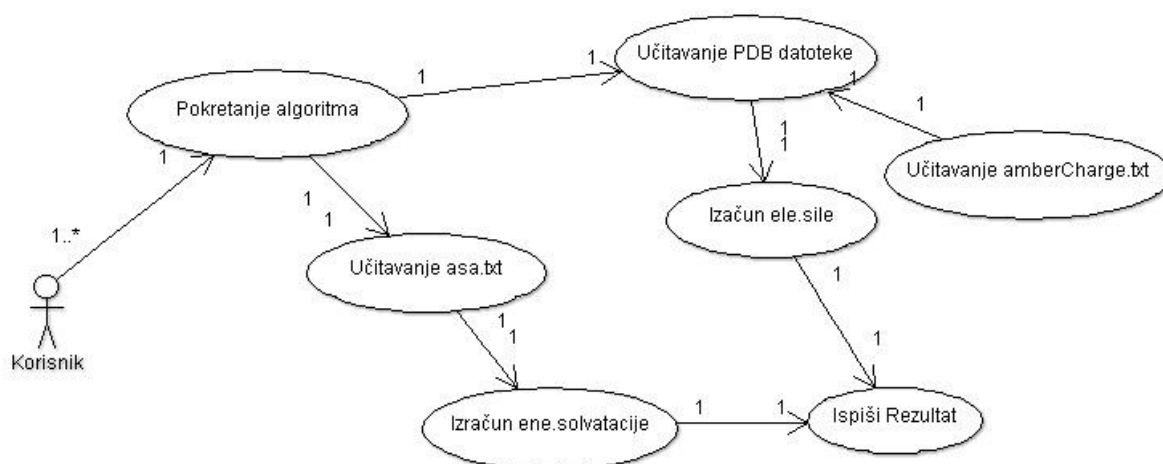 Učitavanje PDB datoteke
1
1
1
1
Pokretanje algoritma
1
1
Učitavanje amberCharge.txt
1
1
1
1
Izačun ele.sile
1..*
Učitavanje asa.txt
1
Korisnik
1
1
1
1
1
Izračun ene.solvatacije
Ispiši Rezultat